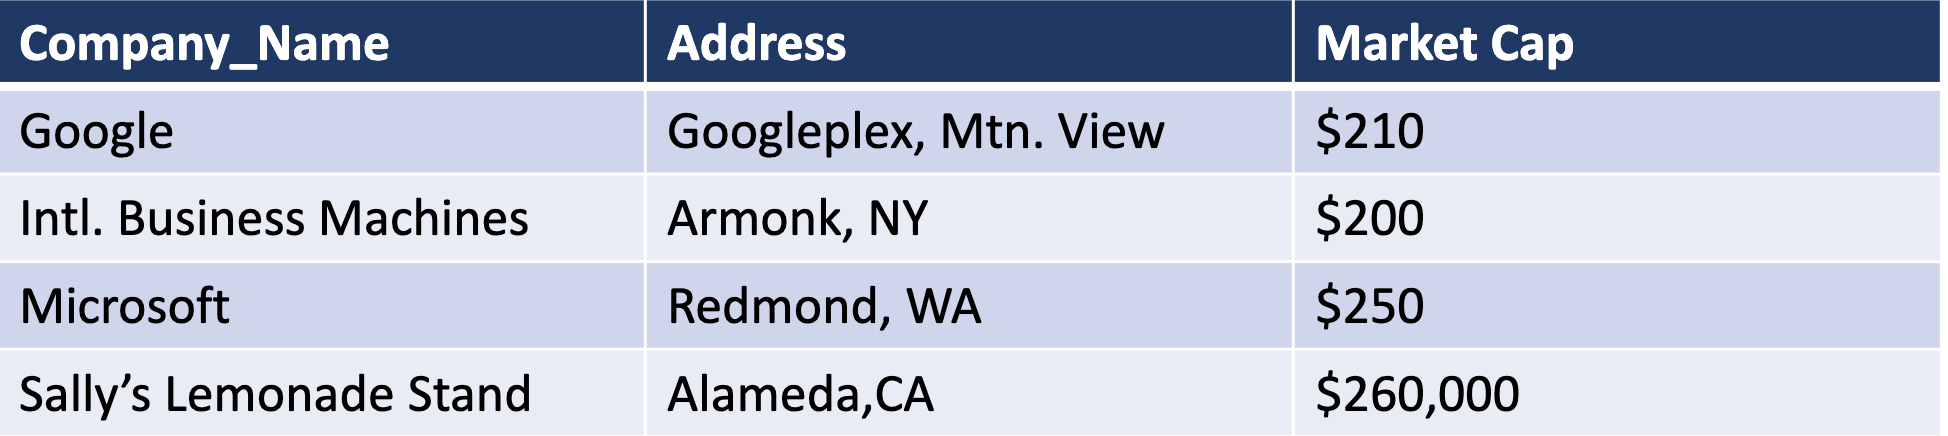 Company_Name Address Market Cap
Google Googleplex, Mtn. View $210
Intl. Business Machines Armonk, NY $200
Microsoft Redmond, WA $250
Sally’s Lemonade Stand Alameda,CA $260,000